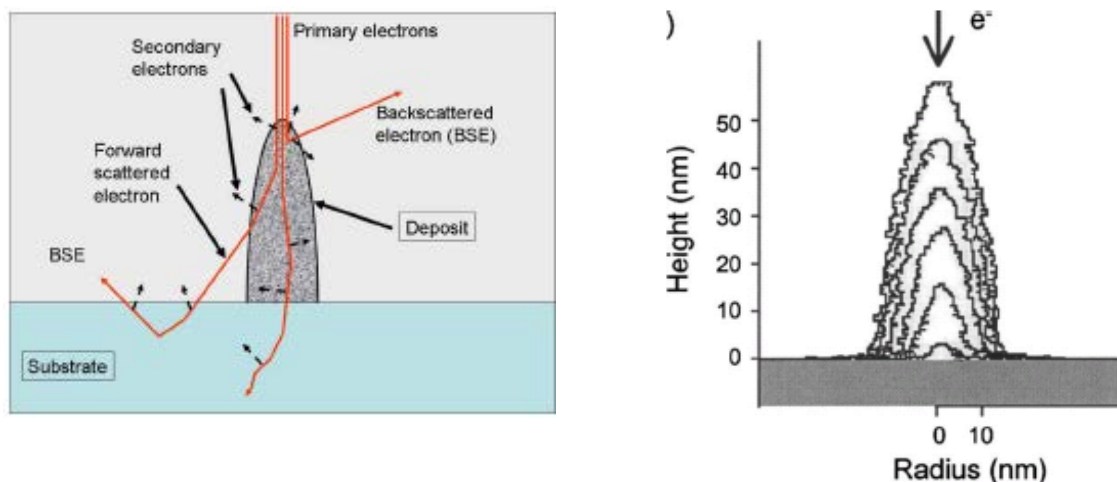 Primary electrons
Secondary
electrons
Backscattered
electron (BSE)
Forward
scattered
electron
Deposit
BSE
Substrate
)
e-
Height (nm)
50
40
30
20
10
0
0 10
Radius (nm)